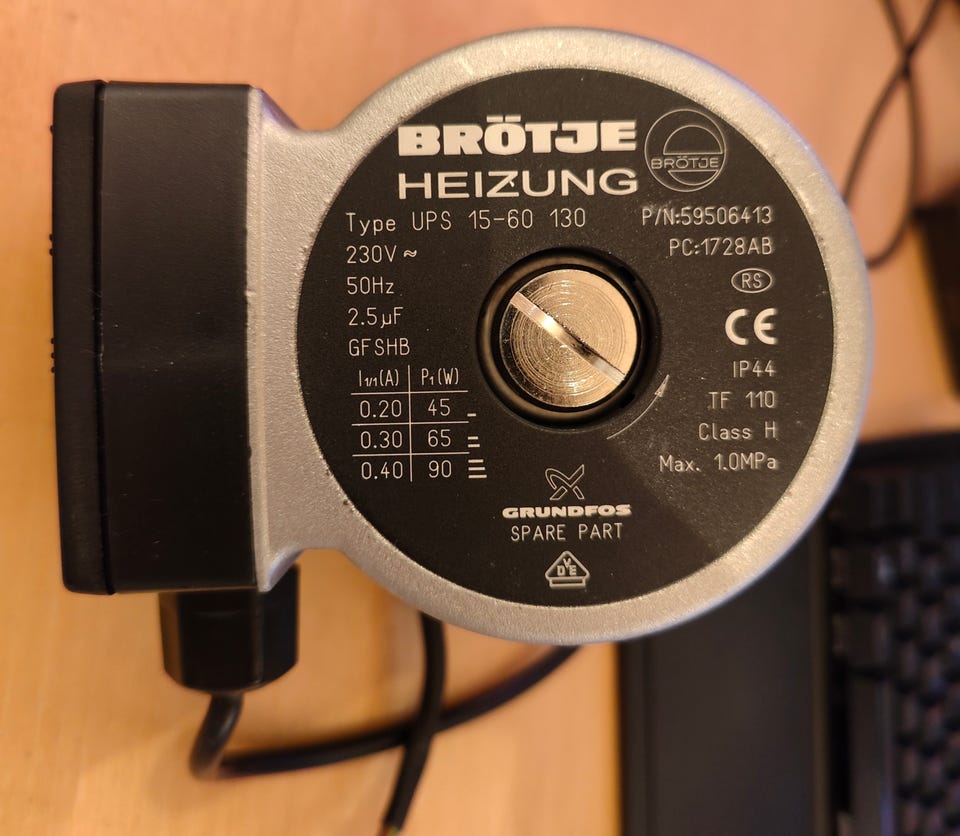 BRÖTJE
HEIZUNG
BRÖTJE
Type UPS 15-60 130
P/N:59506413
230V ≈
PC:1728AB
50Hz
RS
2.5µF
CE
GFSHB
IP44
I1/1(A) P1(W)
TF 110
0.20 45
Class H
0.30 65
Max. 1.0MPa
0.40 90
GRUNDFOS
SPARE PART
DVE